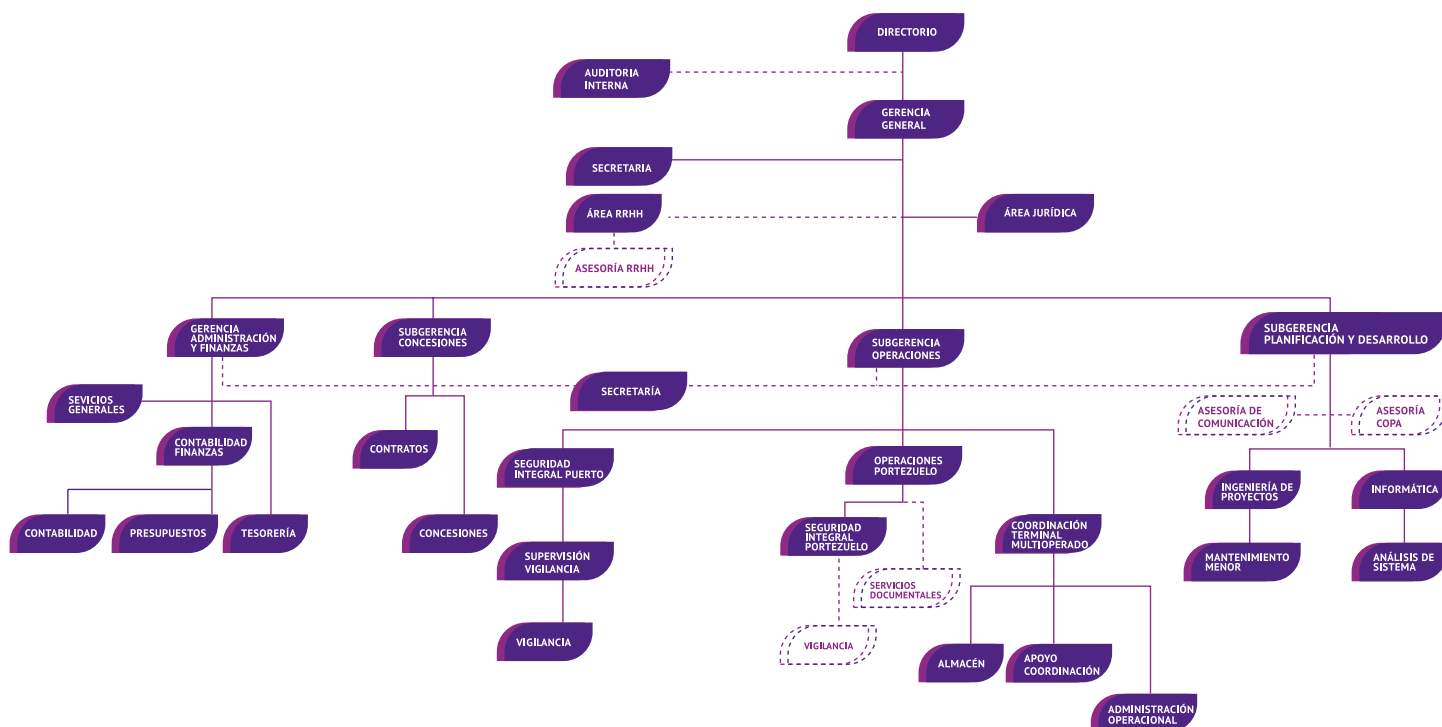 DIRECTORIO
AUDITORIA
INTERNA
GERENCIA
GENERAL
SECRETARIA
ÁREA RRHH
ÁREA JURÍDICA
ASESORÍA RRHH
GERENCIA
ADMINISTRACIÓN
Y FINANZAS
SUBGERENCIA
CONCESIONES
SUBGERENCIA
OPERACIONES
SUBGERENCIA
PLANIFICACIÓN Y DESARROLLO
SECRETARÍA
SEVICIOS
GENERALES
ASESORÍA DE
COMUNICACIÓN
ASESORÍA
COPA
CONTABILIDAD
FINANZAS
CONTRATOS
SEGURIDAD
INTEGRAL PUERTO
OPERACIONES
PORTEZUELO
INGENIERÍA DE
PROYECTOS
INFORMÁTICA
CONTABILIDAD
PRESUPUESTOS
TESORERÍA
CONCESIONES
SEGURIDAD
INTEGRAL
PORTEZUELO
COORDINACIÓN
TERMINAL
MULTIOPERADO
SUPERVISIÓN
VIGILANCIA
MANTENIMIENTO
MENOR
ANÁLISIS DE
SISTEMA
SERVICIOS
DOCUMENTALES
VIGILANCIA
VIGILANCIA
ALMACÉN
APOYO
COORDINACIÓN
ADMINISTRACIÓN
OPERACIONAL